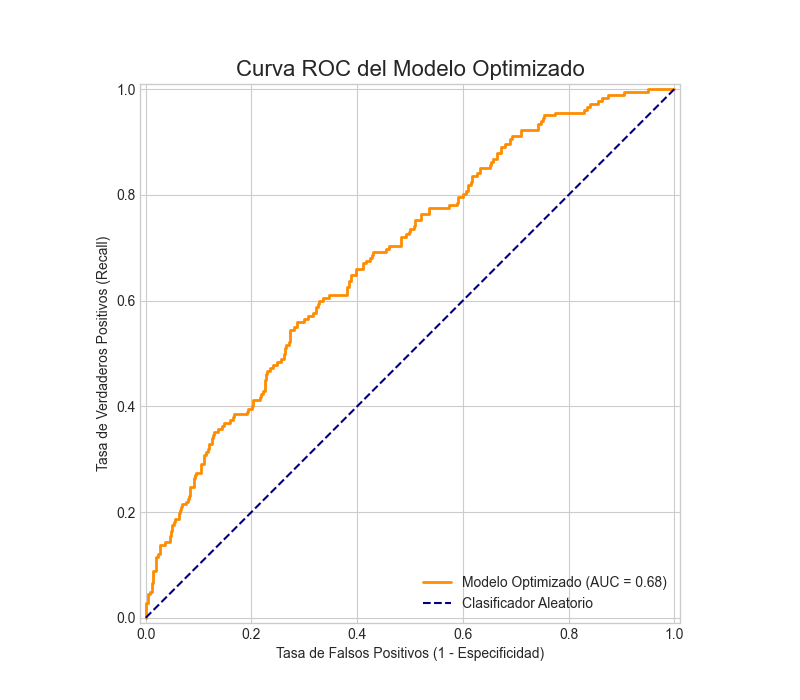 Curva ROC del Modelo Optimizado
Tasa de Verdaderos Positivos (Recall)
1.0
0.8
0.6
0.4
0.2
0.0
0.0 0.2 0.4 0.6 0.8 1.0
Tasa de Falsos Positivos (1 - Especificidad)
Modelo Optimizado (AUC = 0.68)
Clasificador Aleatorio